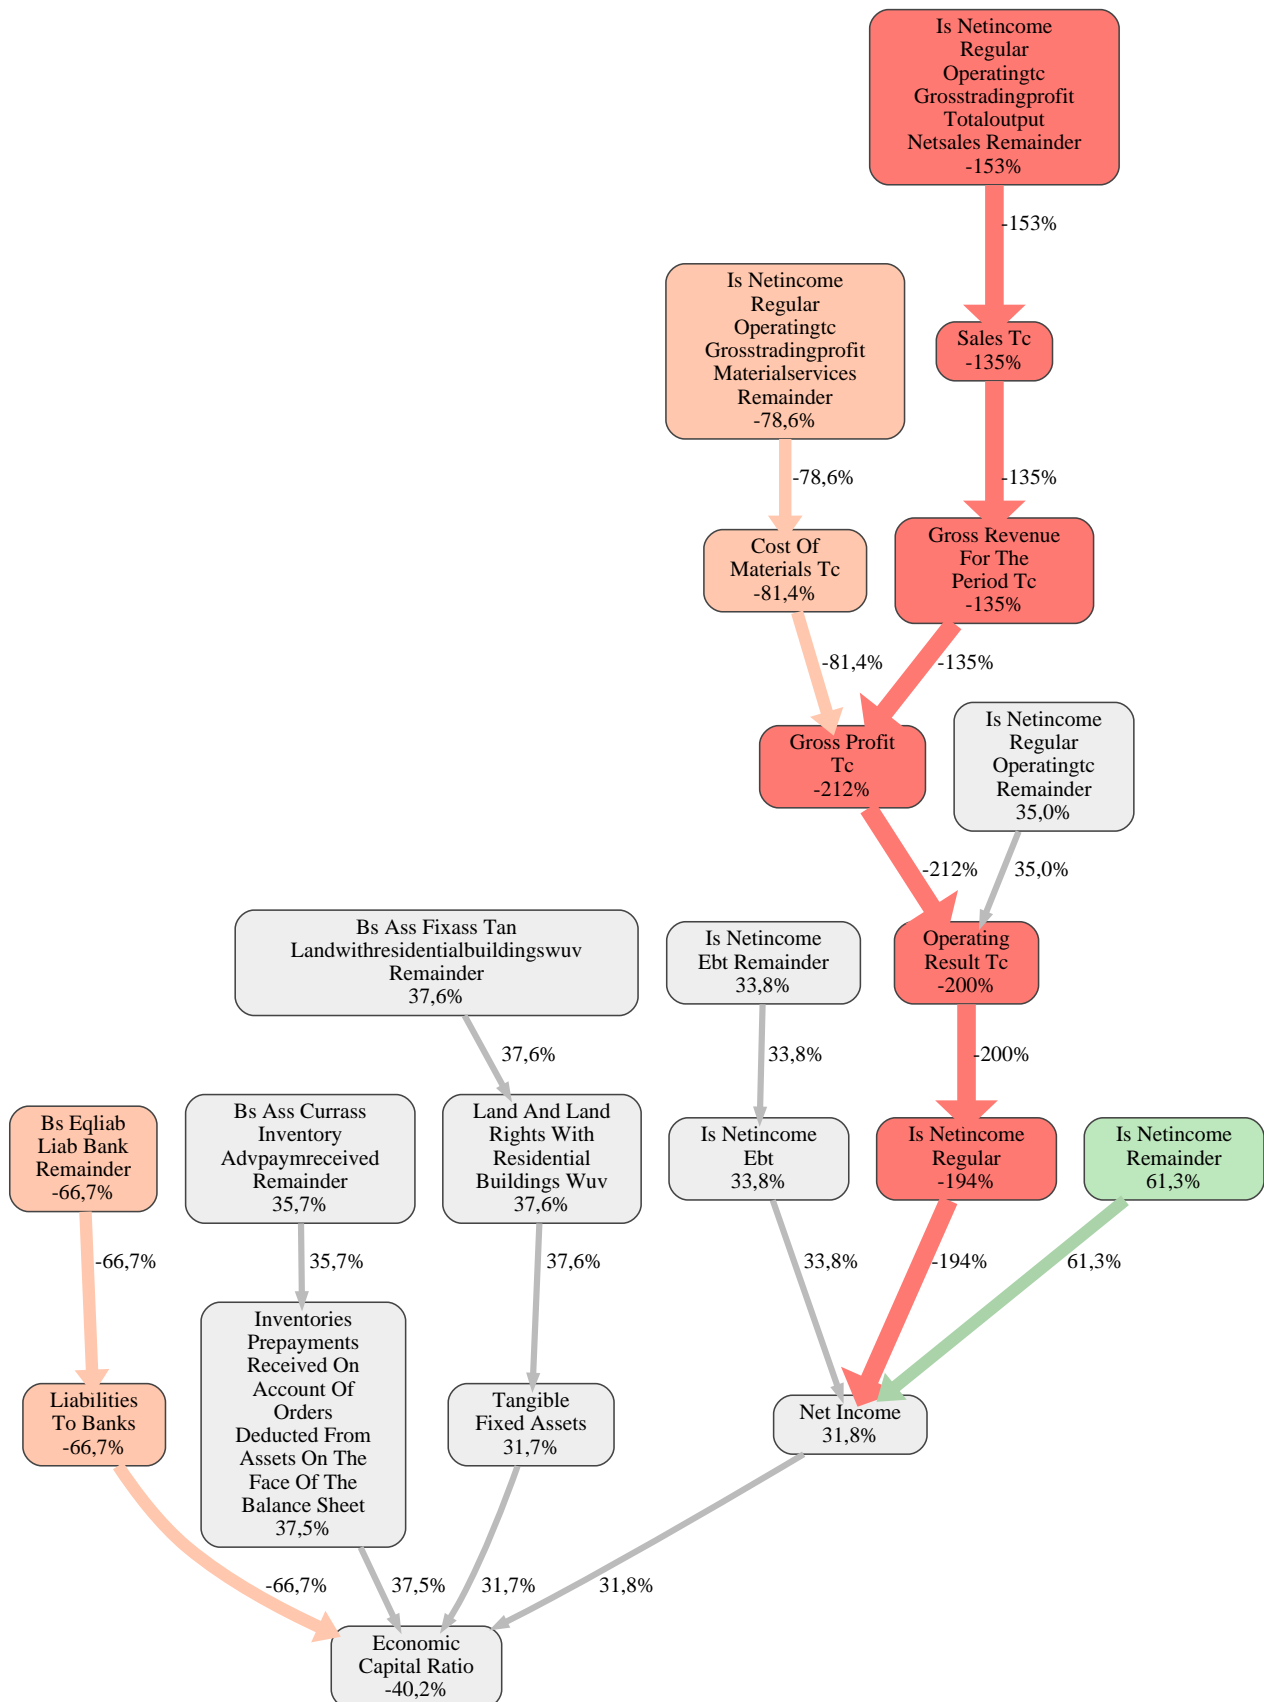 Is Netincome
Regular
Operatingtc
Grosstradingprofit
Totaloutput
Netsales Remainder
-153%
-153%
Is Netincome
Regular
Operatingtc
Grosstradingprofit
Materialservices
Remainder
-78,6%
Sales Tc
-135%
-78,6%
-135%
Cost Of
Materials Tc
-81,4%
Gross Revenue
For The
Period Tc
-135%
-81,4%
-135%
Gross Profit
Tc
-212%
Is Netincome
Regular
Operatingtc
Remainder
35,0%
-212%
35,0%
Bs Ass Fixass Tan
Landwithresidentialbuildingswuv
Remainder
37,6%
Is Netincome
Ebt Remainder
33,8%
Operating
Result Tc
-200%
37,6%
33,8%
-200%
Bs Eqliab
Liab Bank
Remainder
-66,7%
Bs Ass Currass
Inventory
Advpaymreceived
Remainder
35,7%
Land And Land
Rights With
Residential
Buildings Wuv
37,6%
Is Netincome
Ebt
33,8%
Is Netincome
Regular
-194%
Is Netincome
Remainder
61,3%
-66,7%
35,7%
37,6%
33,8%
-194%
61,3%
Liabilities
To Banks
-66,7%
Inventories
Prepayments
Received On
Account Of
Orders
Deducted From
Assets On The
Face Of The
Balance Sheet
37,5%
Tangible
Fixed Assets
31,7%
Net Income
31,8%
-66,7%
37,5%
31,7%
31,8%
Economic
Capital Ratio
-40,2%